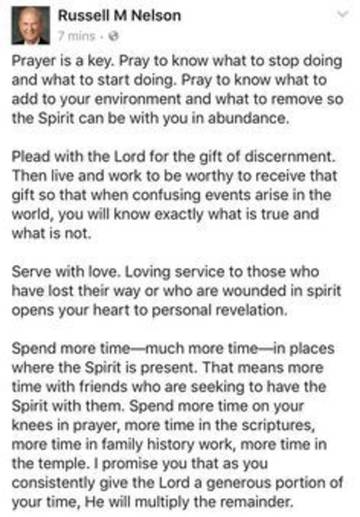 Russell M Nelson
7 mins ·
Prayer is a key. Pray to know what to stop doing
and what to start doing. Pray to know what to
add to your environment and what to remove so
the Spirit can be with you in abundance.
Plead with the Lord for the gift of discernment.
Then live and work to be worthy to receive that
gift so that when confusing events arise in the
world, you will know exactly what is true and
what is not.
Serve with love. Loving service to those who
have lost their way or who are wounded in spirit
opens your heart to personal revelation.
Spend more time—much more time—in places
where the Spirit is present. That means more
time with friends who are seeking to have the
Spirit with them. Spend more time on your
knees in prayer, more time in the scriptures,
more time in family history work, more time in
the temple. I promise you that as you
consistently give the Lord a generous portion of
your time, He will multiply the remainder.